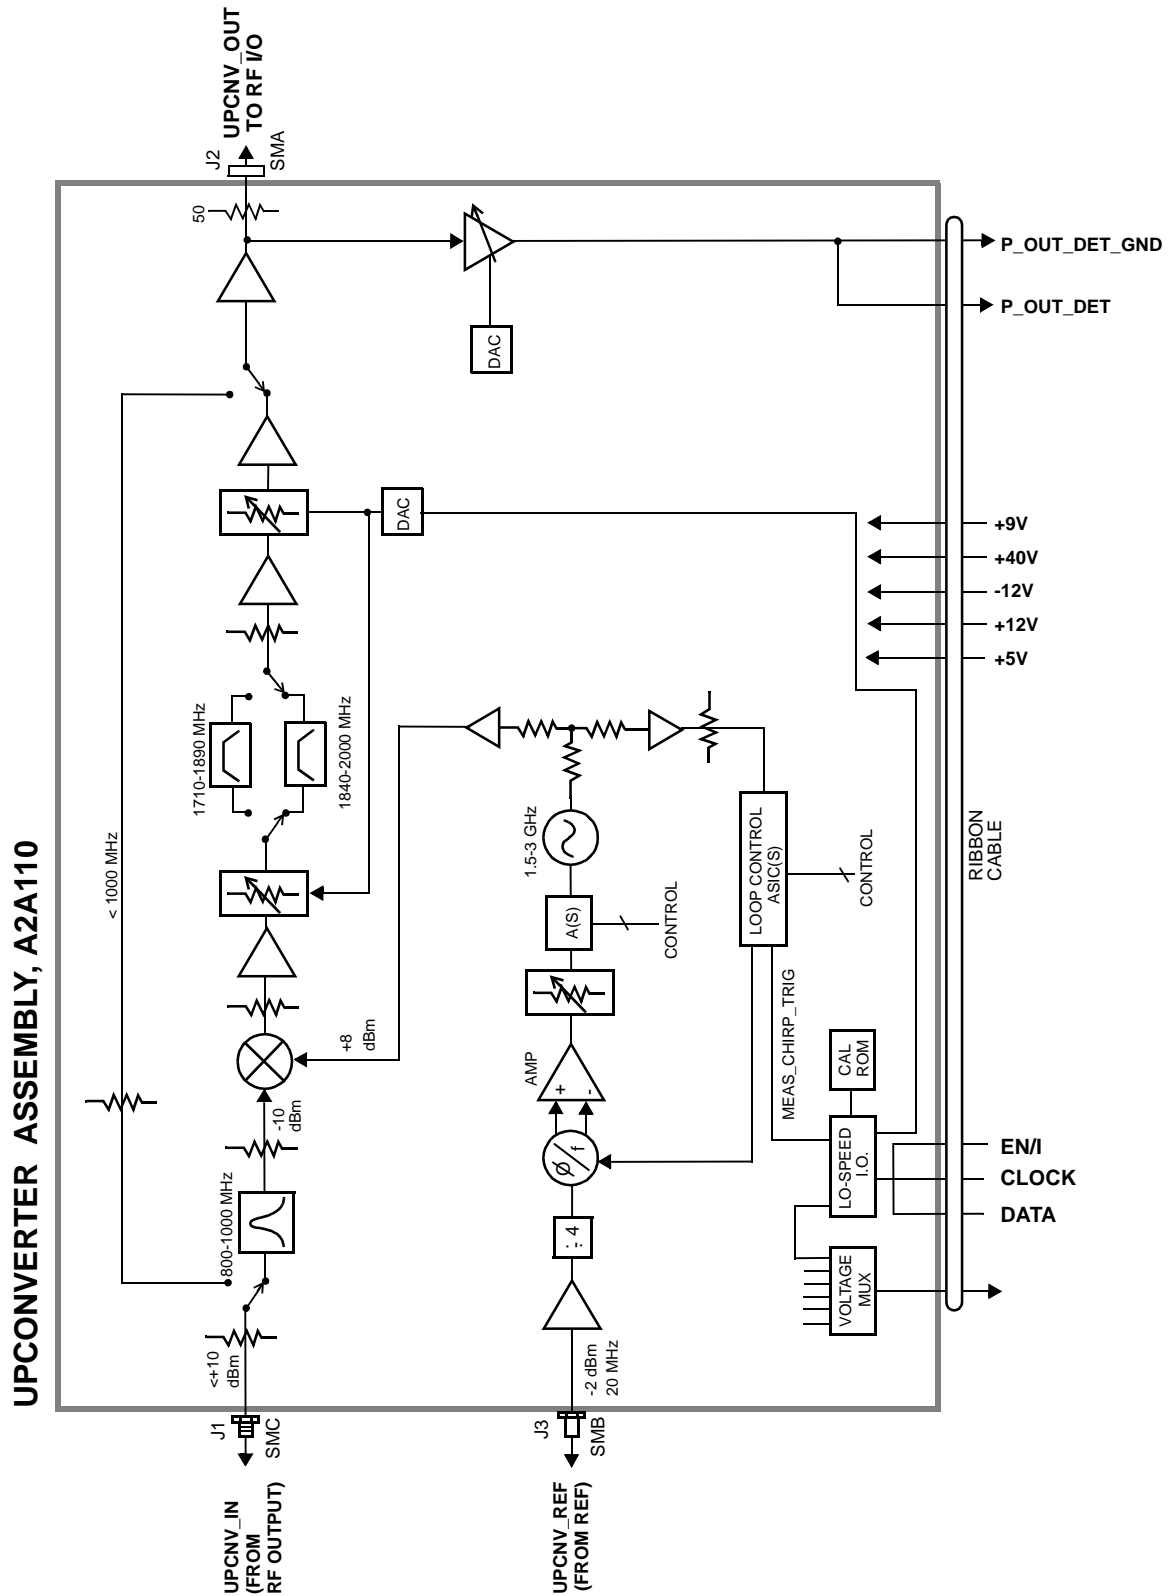 UPCONVERTER ASSEMBLY, A2A110
UPCNV_IN
(FROM
RF OUTPUT)
J1
SMC
<+10
dBm
800-1000 MHz
-10
dBm
< 1000 MHz
+8
dBm
1710-1890 MHz
1840-2000 MHz
DAC
50
J2
SMA
UPCNV_OUT
TO RF I/O
DAC
UPCNV_REF
(FROM REF)
J3
SMB
-2 dBm
20 MHz
÷ 4
Ø
f
AMP
+
-
A(S)
CONTROL
1.5-3 GHz
LOOP CONTROL
ASIC(S)
CONTROL
MEAS_CHIRP_TRIG
VOLTAGE
MUX
LO-SPEED
I.O.
CAL
ROM
P_OUT_DET_GND
P_OUT_DET
+9V
+40V
-12V
+12V
+5V
RIBBON
CABLE
EN/I
CLOCK
DATA